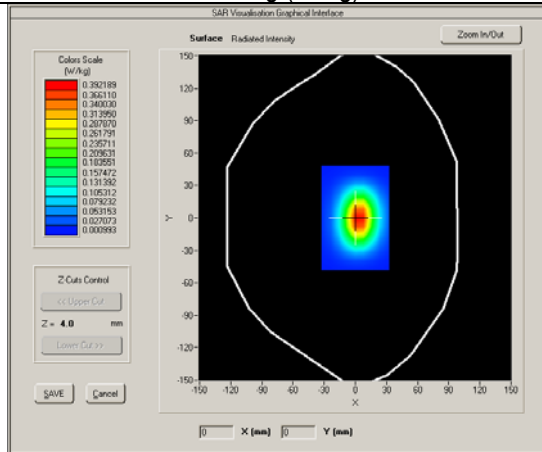 SAR Visualisation Graphical Interface
Surface Radiated Intensity
Zoom In/Out
Colors Scale
(W/kg)
0.392189
0.366110
0.340030
0.313950
0.287870
0.261791
0.235711
0.209631
0.183551
0.157472
0.131392
0.105312
0.079232
0.053153
0.027073
0.000993
150
120
90
60
30
0
-30
-60
-90
-120
-150
Y
-150 -120 -90 -60 -30 0 30 60 90 120 150
X
Z-Cuts Control
<< Upper Cut
Z = 4.0 mm
Lower Cut >>
SAVE Cancel
0 X (mm) 0 Y (mm)